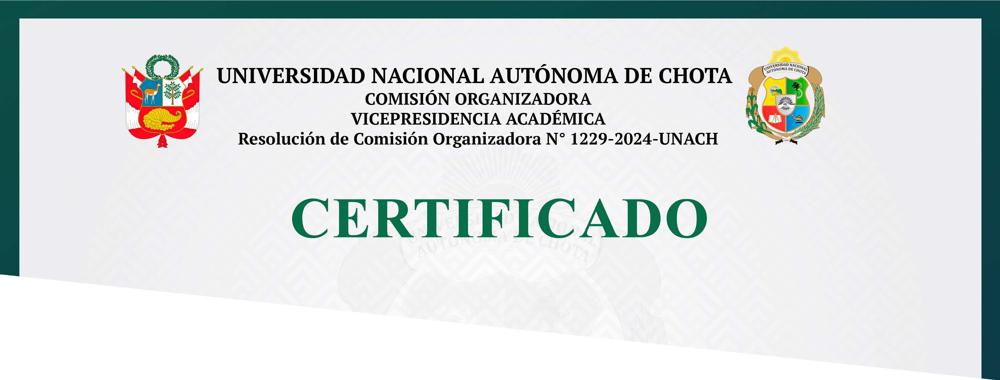 UNIVERSIDAD NACIONAL AUTÓNOMA DE CHOTA
COMISIÓN ORGANIZADORA
VICEPRESIDENCIA ACADÉMICA
Resolución de Comisión Organizadora N° 1229-2024-UNACH
UNIVERSIDAD NACIONAL
AUTÓNOMA DE CHOTA
CERTIFICADO
UNIVERSIDAD NACIONAL
AUTÓNOMA DE CHOTA